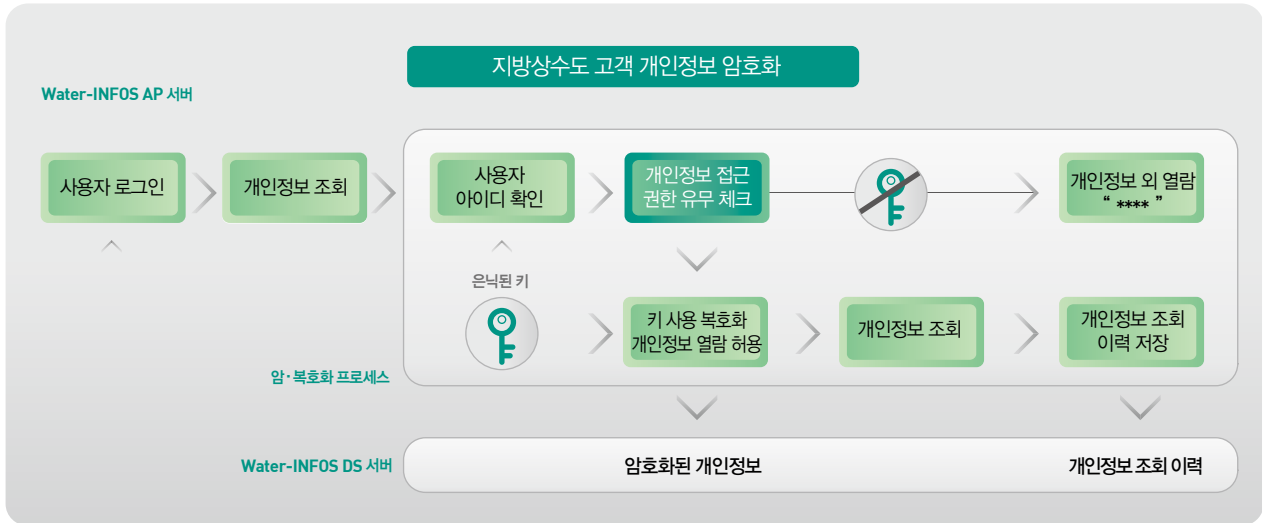 지방상수도 고객 개인정보 암호화
Water-INFOS AP 서버
사용자 로그인
개인정보 조회
사용자
아이디 확인
개인정보 접근
권한 유무 체크
개인정보 외 열람
“ **** ”
은닉된 키
키 사용 복호화
개인정보 열람 허용
개인정보 조회
개인정보 조회
이력 저장
암·복호화 프로세스
Water-INFOS DS 서버
암호화된 개인정보
개인정보 조회 이력